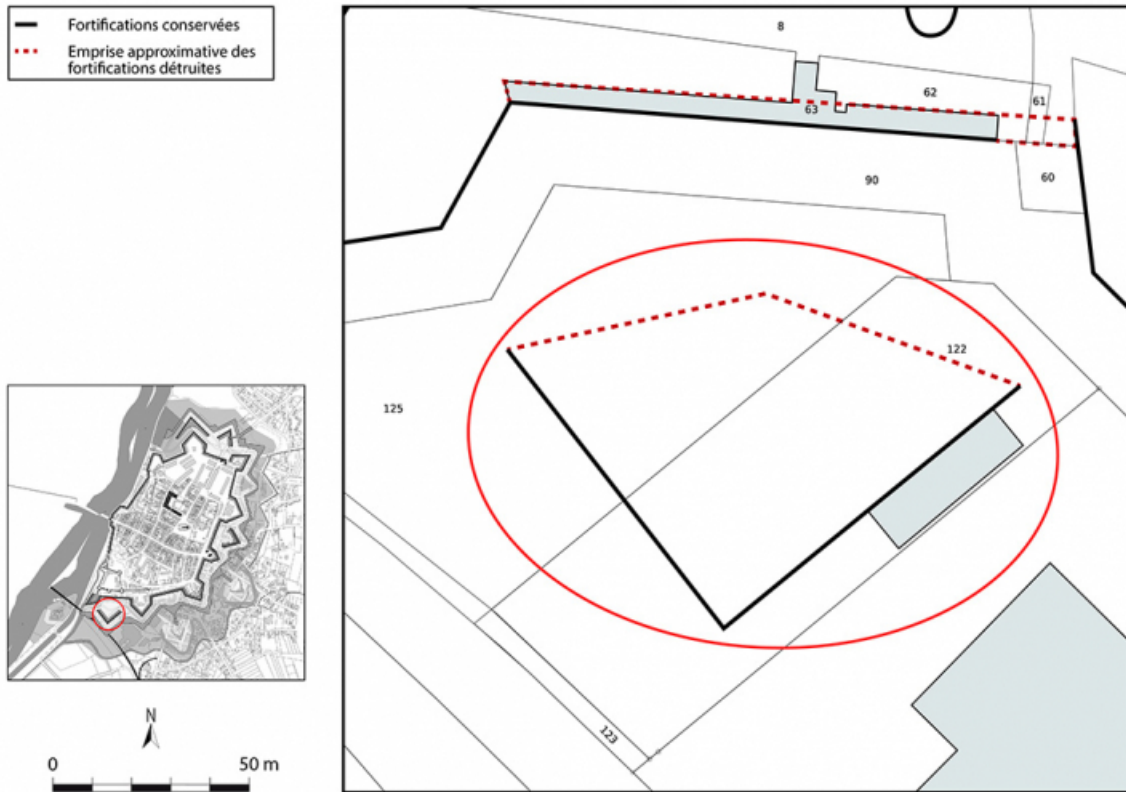 Fortifications conservées
Emprise approximative des
fortifications détruites
8
62
61
63
90
60
122
125
123
N
0 50 m